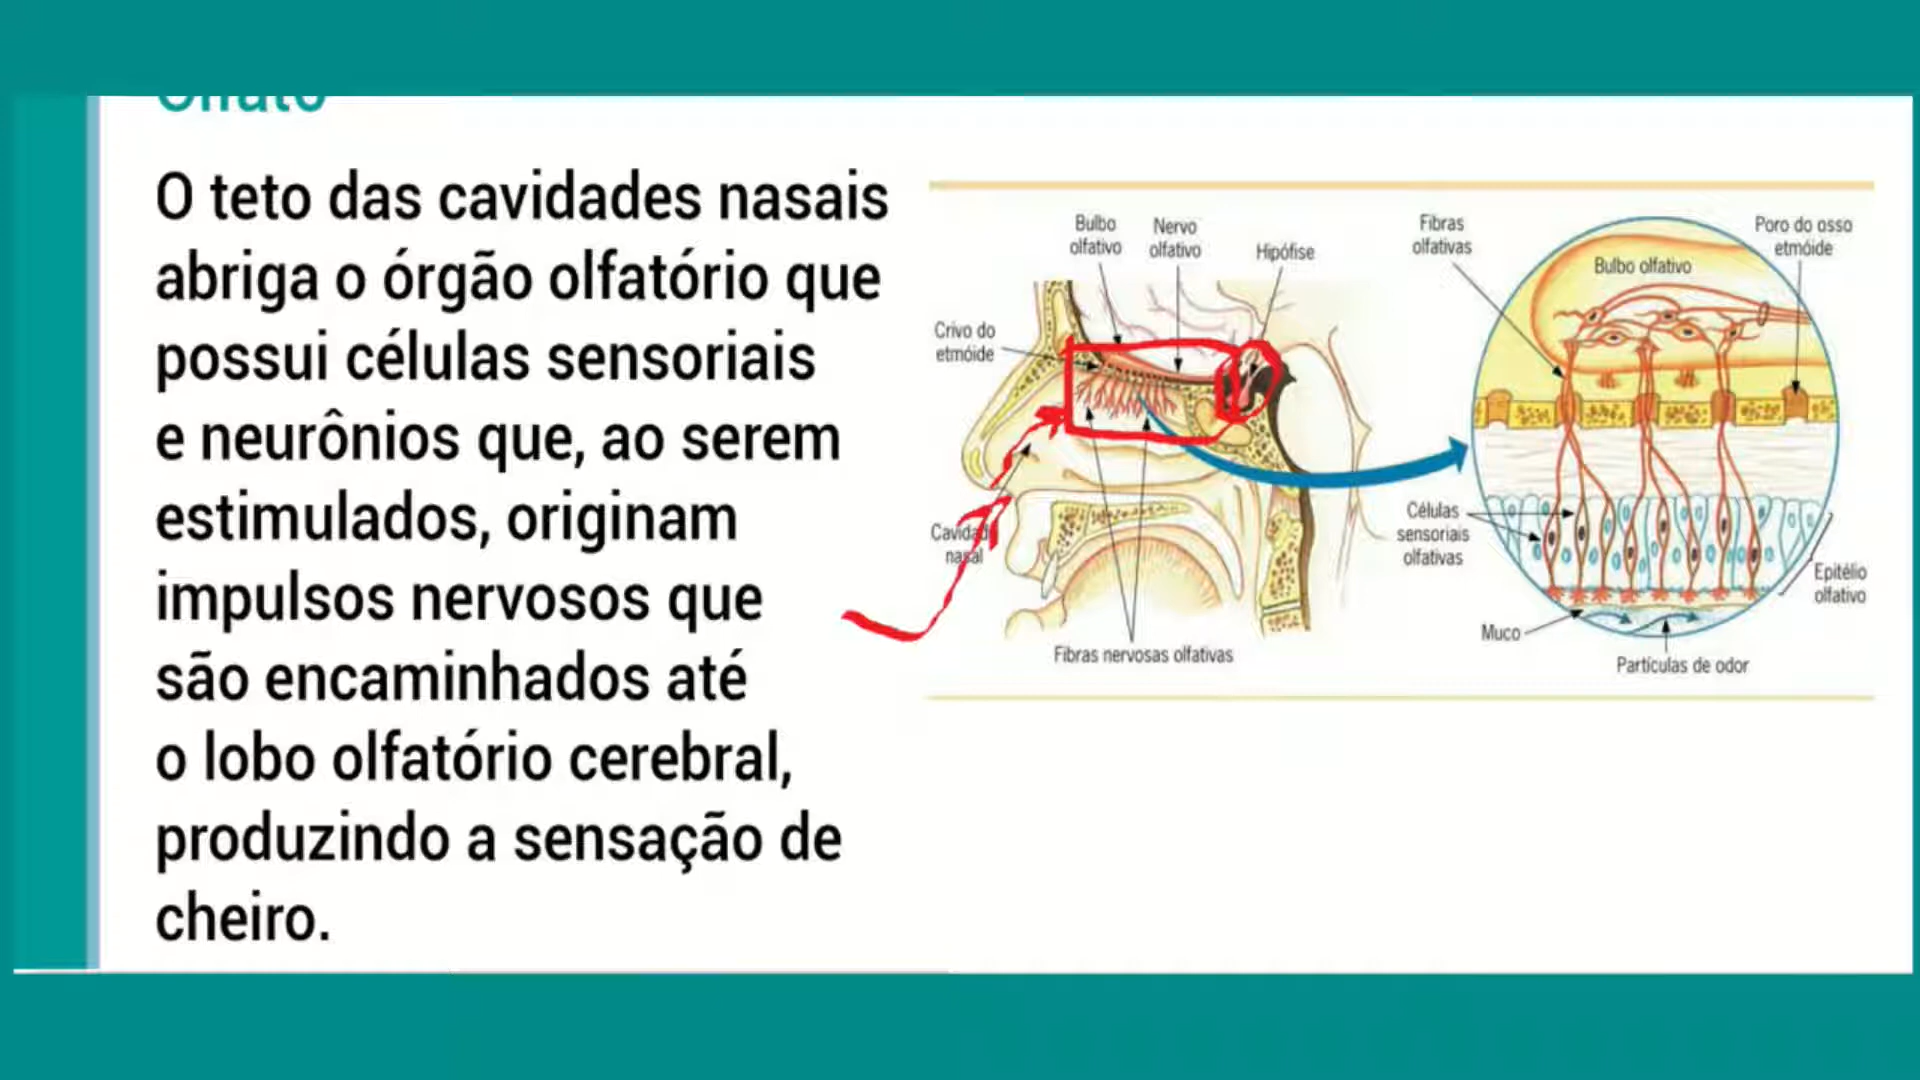 Olfato
O teto das cavidades nasais
abriga o órgão olfatório que
possui células sensoriais
e neurônios que, ao serem
estimulados, originam
impulsos nervosos que
são encaminhados até
o lobo olfatório cerebral,
produzindo a sensação de
cheiro.
Bulbo
olfativo
Nervo
olfativo
Hipófise
Crivo do
etmóide
Cavidad
nasal
Fibras nervosas olfativas
Fibras
olfativas
Bulbo olfativo
Poro do osso
etmóide
Células
sensoriais
olfativas
Epitélio
olfativo
Muco
Partículas de odor